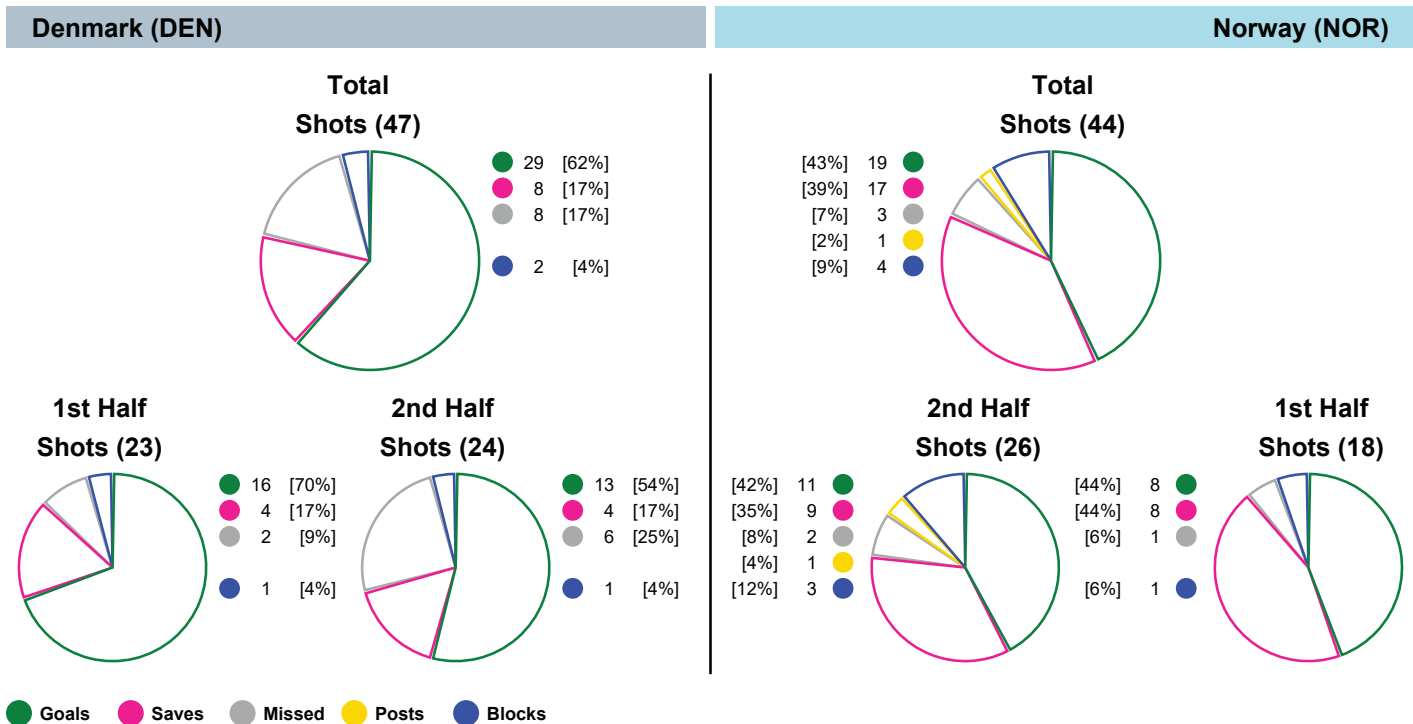 Denmark (DEN)
Norway (NOR)
Total
Shots (47)
29 [62%]
8 [17%]
8 [17%]
2 [4%]
Total
Shots (44)
[43%] 19
[39%] 17
[7%] 3
[2%] 1
[9%] 4
1st Half
Shots (23)
16 [70%]
4 [17%]
2 [9%]
1 [4%]
2nd Half
Shots (24)
13 [54%]
4 [17%]
6 [25%]
1 [4%]
2nd Half
Shots (26)
[42%] 11
[35%] 9
[8%] 2
[4%] 1
[12%] 3
1st Half
Shots (18)
[44%] 8
[44%] 8
[6%] 1
[6%] 1
Goals Saves Missed Posts Blocks